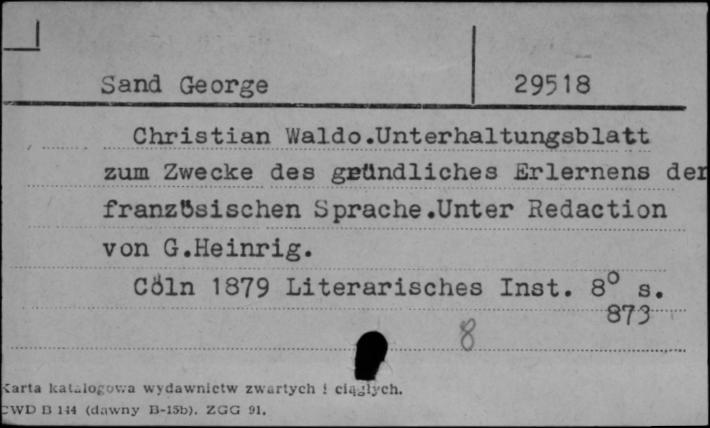 Sand George 29518
Christian Waldo.Unterhaltungsblatt
zum Zwecke des gründliches Erlernens der
französischen Sprache.Unter Redaction
von G.Heinrig.
Cöln 1879 Literarisches Inst. 8° s.
873
8
Karta katalogowa wydawnictw zwartych i ciągłych.
CWD B 144 (dawny B-15b). ZGG 91.